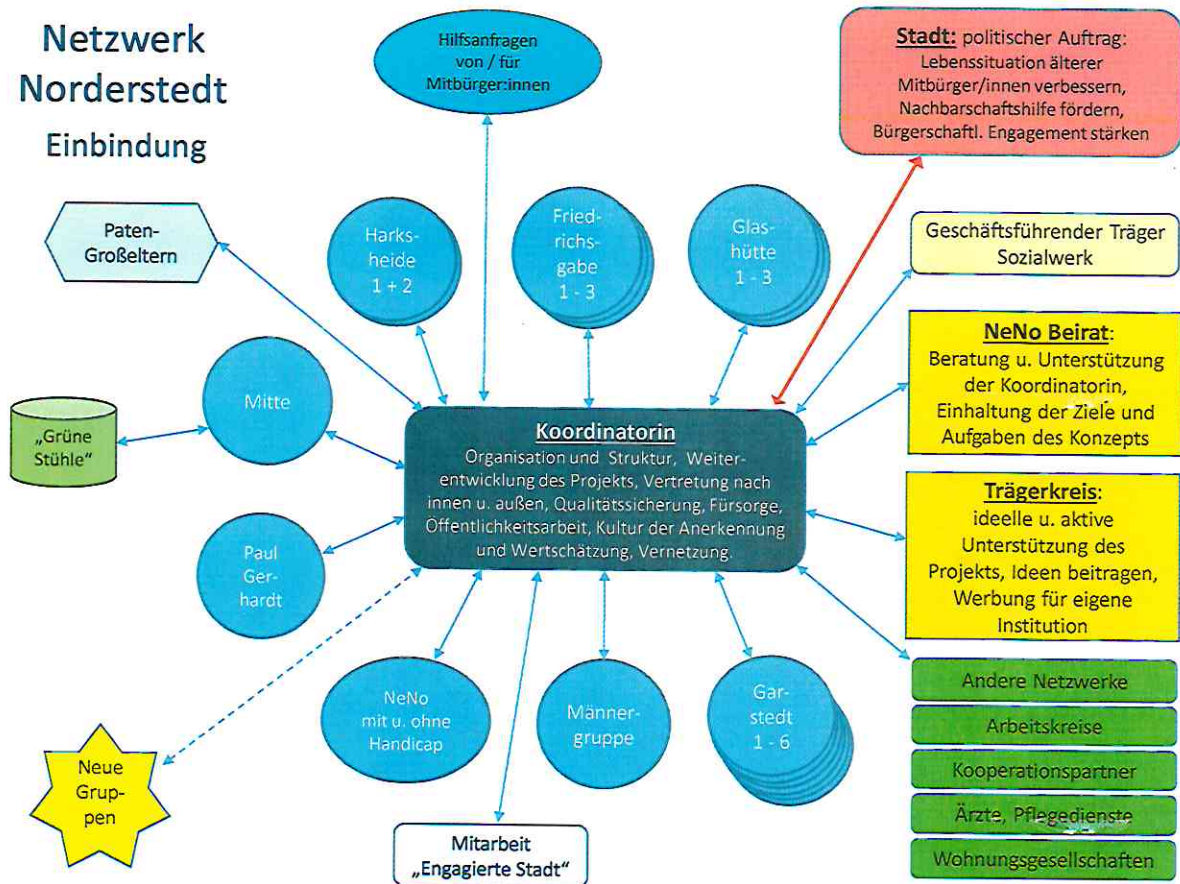 Netzwerk
Norderstedt
Einbindung
Hilfsanfragen
von / für
Mitbürger:innen
Stadt: politischer Auftrag:
Lebenssituation älterer
Mitbürger/innen verbessern,
Nachbarschaftshilfe fördern,
Bürgerschaftl. Engagement stärken
Paten-
Großeltern
Harks-
heide
1 + 2
Fried-
richs-
gabe
1 - 3
Glas-
hütte
1 - 3
Geschäftsführender Träger
Sozialwerk
Mitte
„Grüne
Stühle“
NeNo Beirat:
Beratung u. Unterstützung
der Koordinatorin,
Einhaltung der Ziele und
Aufgaben des Konzepts
Koordinatorin
Organisation und Struktur, Weiter-
entwicklung des Projekts, Vertretung nach
innen u. außen, Qualitätssicherung, Fürsorge,
Öffentlichkeitsarbeit, Kultur der Anerkennung
und Wertschätzung, Vernetzung.
Trägerkreis:
ideelle u. aktive
Unterstützung des
Projekts, Ideen beitragen,
Werbung für eigene
Institution
Paul
Ger-
hardt
NeNo
mit u. ohne
Handicap
Männer-
gruppe
Gar-
stedt
1 - 6
Neue
Grup-
pen
Mitarbeit
„Engagierte Stadt“
Andere Netzwerke
Arbeitskreise
Kooperationspartner
Ärzte, Pflegedienste
Wohnungsgesellschaften